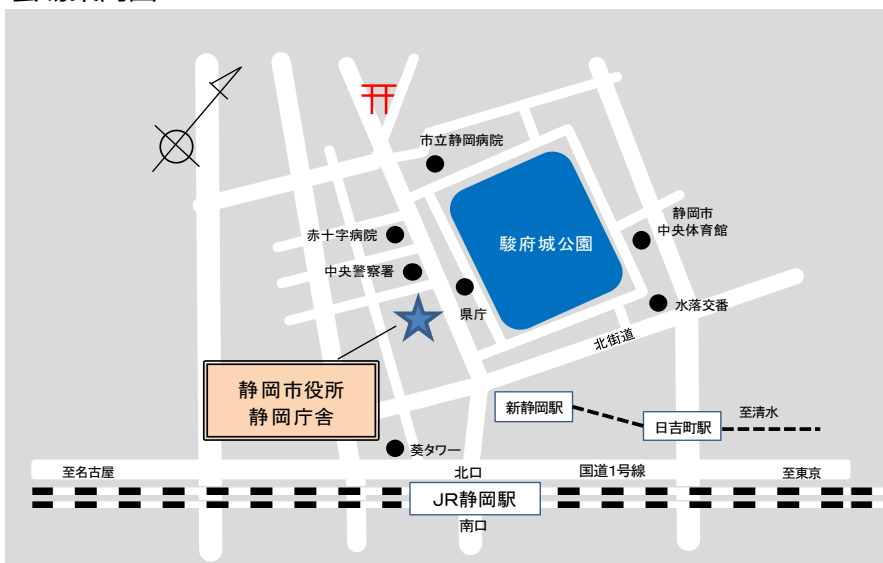 市立静岡病院
静岡市
中央体育館
赤十字病院
駿府城公園
中央警察署
県庁
水落交番
北街道
静岡市役所
静岡庁舎
新静岡駅
日吉町駅
至清水
葵タワー
至名古屋
北口
国道1号線
至東京
JR静岡駅
南口